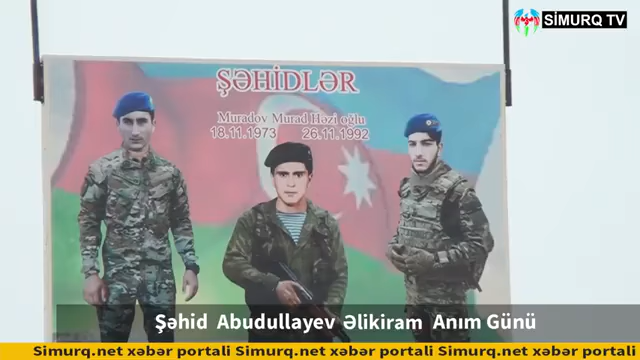 SİMURQ TV
ŞƏHİDLƏR
Muradov Murad Həzi oğlu
18.11.1973 26.11.1992
Şəhid Abudullayev Əlikiram Anım Günü
Simurq.net xəbər portali Simurq.net xəbər portali Simurq.net xəbər portali